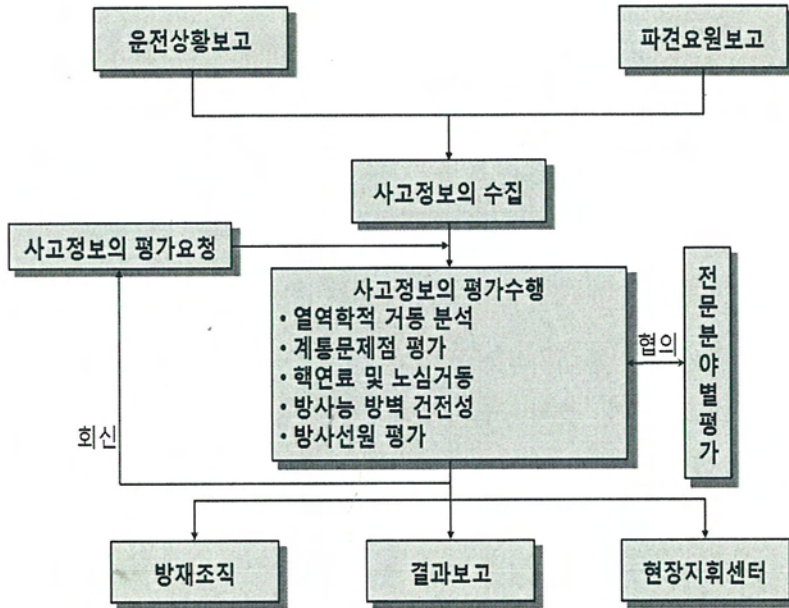 운전상황보고
파견요원보고
사고정보의 수집
사고정보의 평가요청
사고정보의 평가수행
• 열역학적 거동 분석
• 계통문제점 평가
• 핵연료 및 노심거동
• 방사능 방벽 건전성
• 방사선원 평가
협의
전문분야별평가
회신
방재조직
결과보고
현장지휘센터